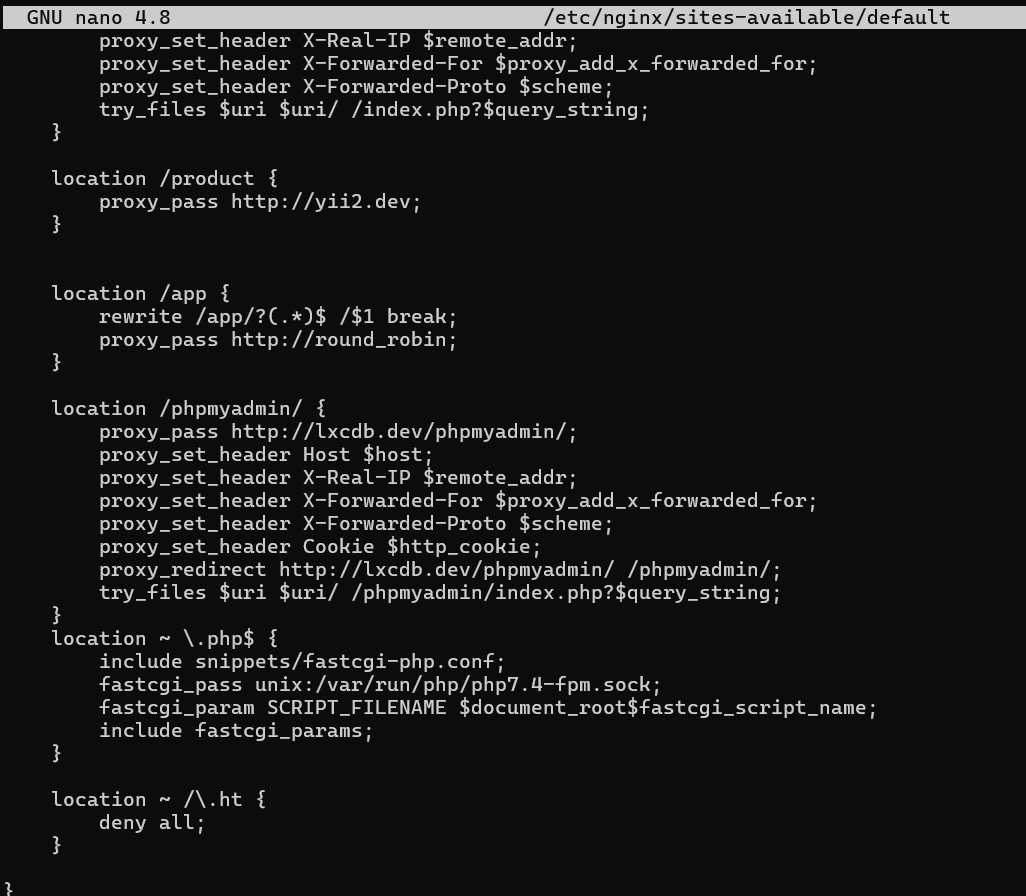 GNU nano 4.8 /etc/nginx/sites-available/default
        proxy_set_header X-Real-IP $remote_addr;
        proxy_set_header X-Forwarded-For $proxy_add_x_forwarded_for;
        proxy_set_header X-Forwarded-Proto $scheme;
        try_files $uri $uri/ /index.php?$query_string;
    }

    location /product {
        proxy_pass http://yii2.dev;
    }


    location /app {
        rewrite /app/?(.*)$ /$1 break;
        proxy_pass http://round_robin;
    }

    location /phpmyadmin/ {
        proxy_pass http://lxcdb.dev/phpmyadmin/;
        proxy_set_header Host $host;
        proxy_set_header X-Real-IP $remote_addr;
        proxy_set_header X-Forwarded-For $proxy_add_x_forwarded_for;
        proxy_set_header X-Forwarded-Proto $scheme;
        proxy_set_header Cookie $http_cookie;
        proxy_redirect http://lxcdb.dev/phpmyadmin/ /phpmyadmin/;
        try_files $uri $uri/ /phpmyadmin/index.php?$query_string;
    }
    location ~ \.php$ {
        include snippets/fastcgi-php.conf;
        fastcgi_pass unix:/var/run/php/php7.4-fpm.sock;
        fastcgi_param SCRIPT_FILENAME $document_root$fastcgi_script_name;
        include fastcgi_params;
    }

    location ~ /\.ht {
        deny all;
    }

}